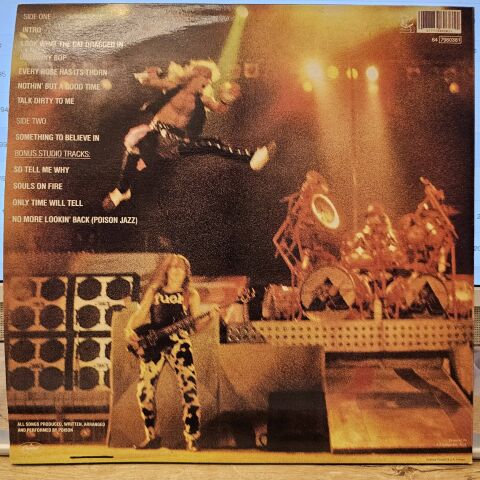 SIDE ONE
INTRO
LOOK WHAT THE CAT DRAGGED IN
BOP
EVERY ROSE HAS ITS THORN
NOTHIN' BUT A GOOD TIME
TALK DIRTY TO ME
SIDE TWO
SOMETHING TO BELIEVE IN
BONUS STUDIO TRACKS:
SO TELL ME WHY
SOULS ON FIRE
ONLY TIME WILL TELL
NO MORE LOOKIN' BACK (POISON JAZZ)
ALL SONGS PRODUCED, WRITTEN, ARRANGED
AND PERFORMED BY POISON
64 7980361